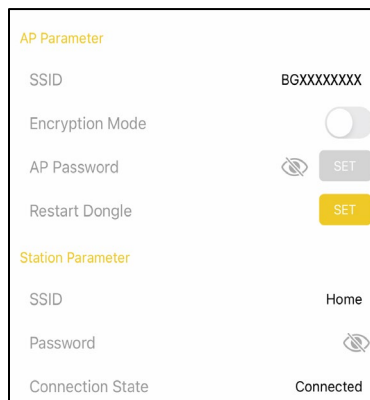 AP Parameter
SSID BGXXXXXXXX
Encryption Mode
AP Password SET
Restart Dongle SET
Station Parameter
SSID Home
Password
Connection State Connected